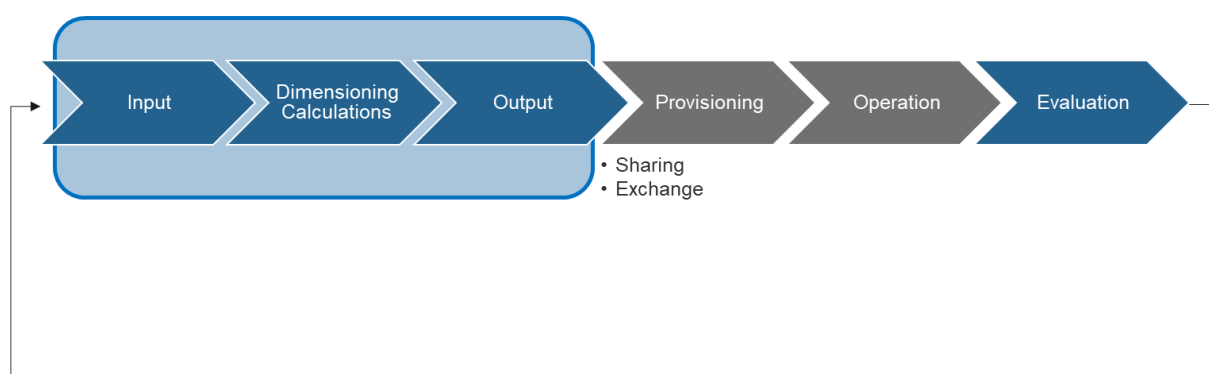 Input
Dimensioning
Calculations
Output
Provisioning
Operation
Evaluation
• Sharing
• Exchange